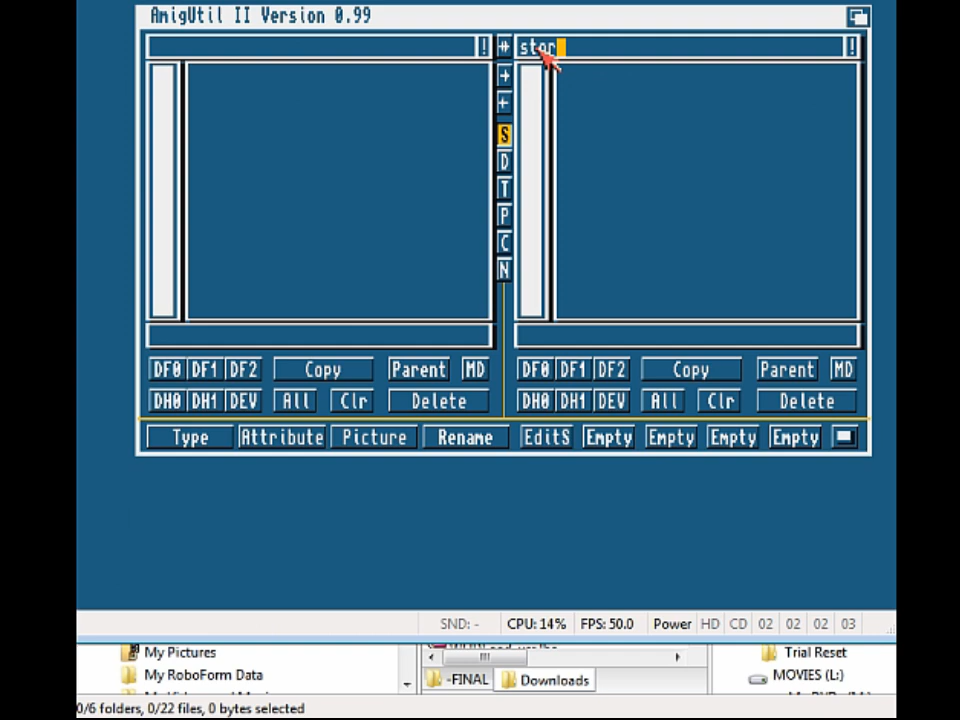 AmigUtil II Version 0.99
! stor !
S
D
T
P
C
N
DF0 DF1 DF2 Copy Parent MD DF0 DF1 DF2 Copy Parent MD
DH0 DH1 DEV All Clr Delete DH0 DH1 DEV All Clr Delete
Type Attribute Picture Rename EditS Empty Empty Empty Empty
SND: - CPU: 14% FPS: 50.0 Power HD CD 02 02 02 03
My Pictures Trial Reset
My RoboForm Data -FINAL Downloads MOVIES (L:)
0/6 folders, 0/22 files, 0 bytes selected